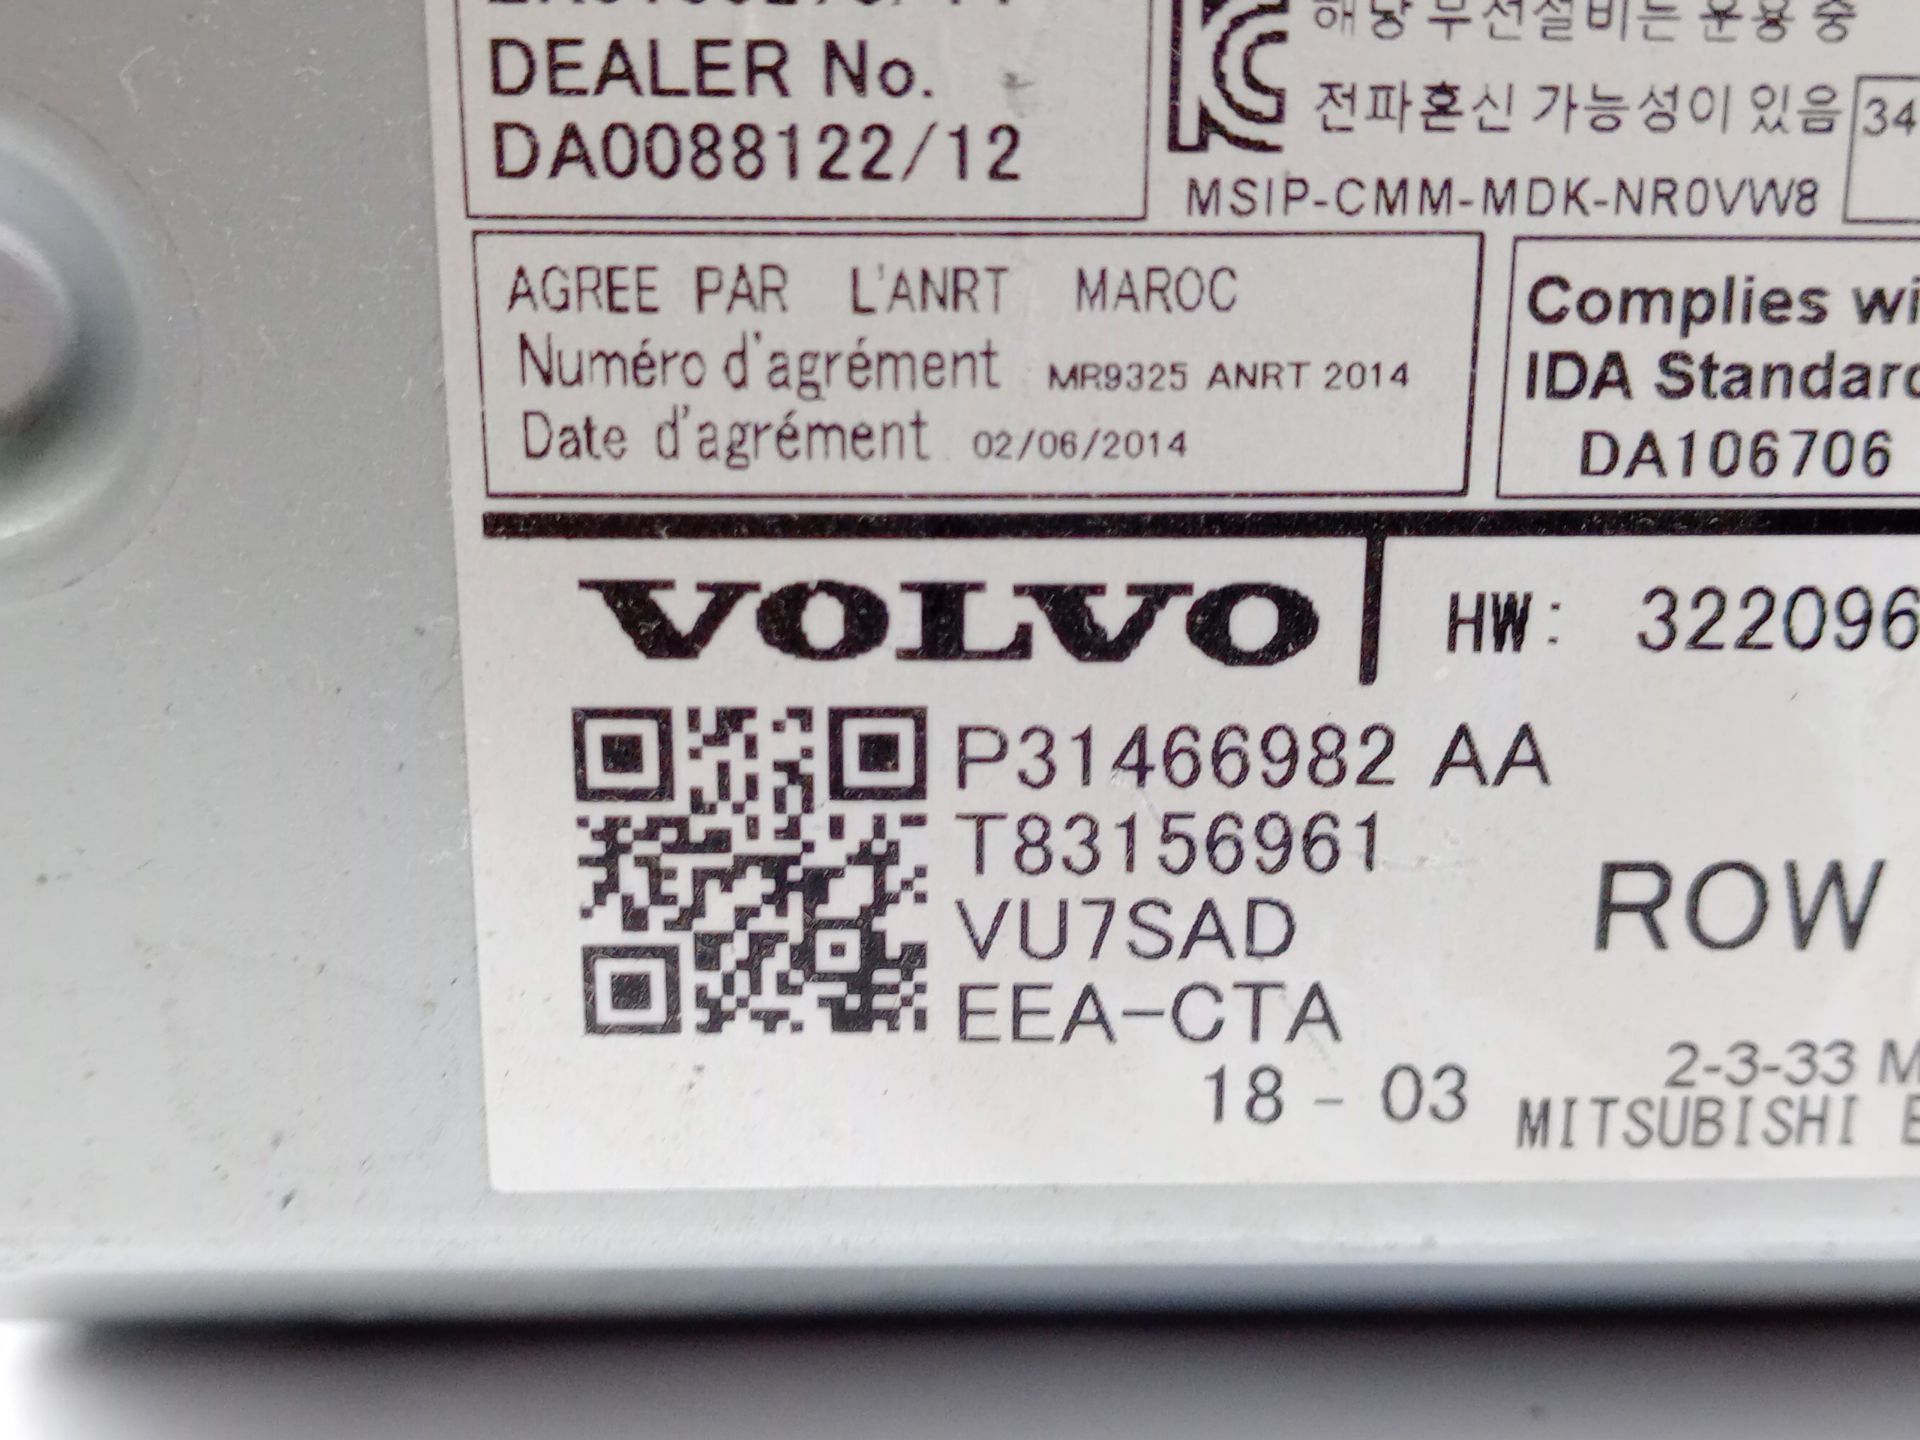 DEALER No.
DA0088122/12
해당 무선설비는 운용 중
전파혼신 가능성이 있음
34
MSIP-CMM-MDK-NR0VW8
AGREE PAR L'ANRT MAROC
Numéro d'agrément MR9325 ANRT 2014
Date d'agrément 02/06/2014
Complies wi
IDA Standard
DA106706
VOLVO
HW: 322096
P31466982 AA
T83156961
VU7SAD
EEA-CTA
18 - 03
ROW
2-3-33 M
MITSUBISHI E